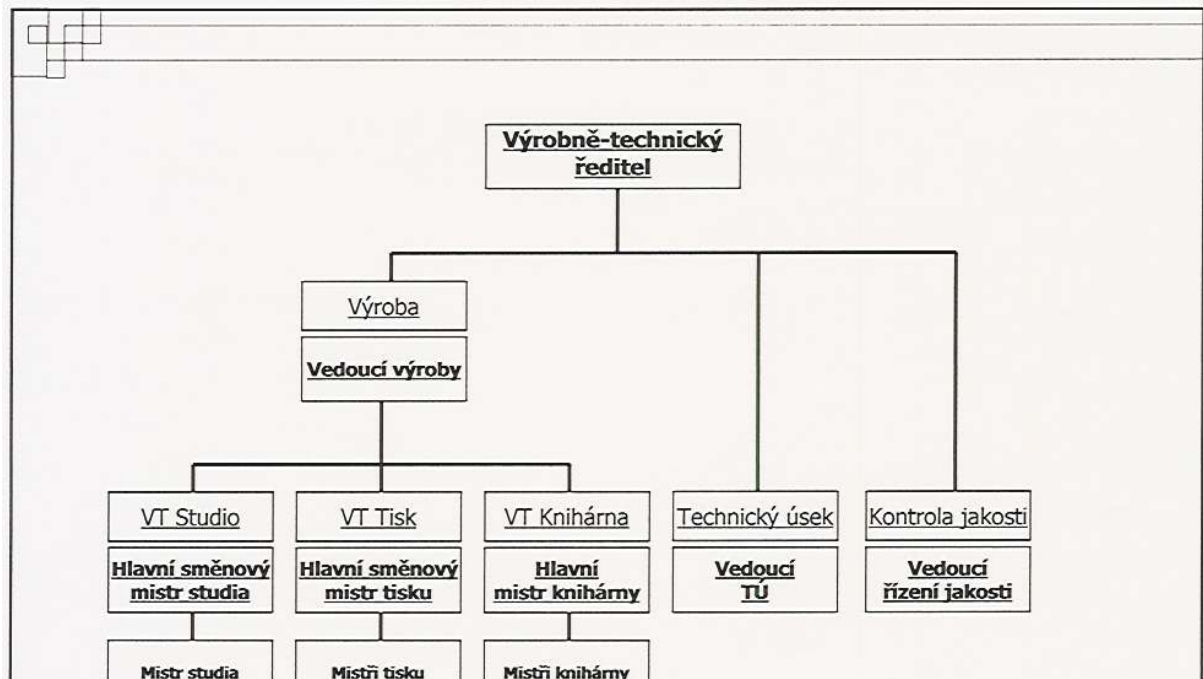 Výrobně-technický
ředitel
Výroba
Vedoucí výroby
VT Studio
VT Tisk
VT Knihárna
Technický úsek
Kontrola jakosti
Hlavní směnový
mistr studia
Hlavní směnový
mistr tisku
Hlavní
mistr knihárny
Vedoucí
TÚ
Vedoucí
řízení jakosti
Mistr studia
Mistři tisku
Mistři knihárny